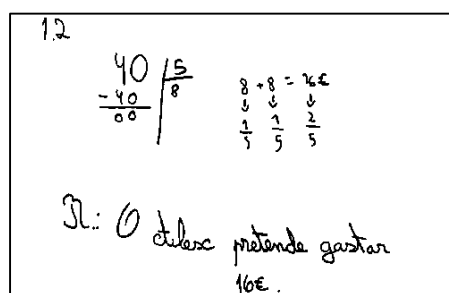 1.2
40 | 5
- 40 8
00
8 + 8 = 16€
↓ ↓ ↓
1/5 1/5 2/5
R.: O pretende gastar
16€.